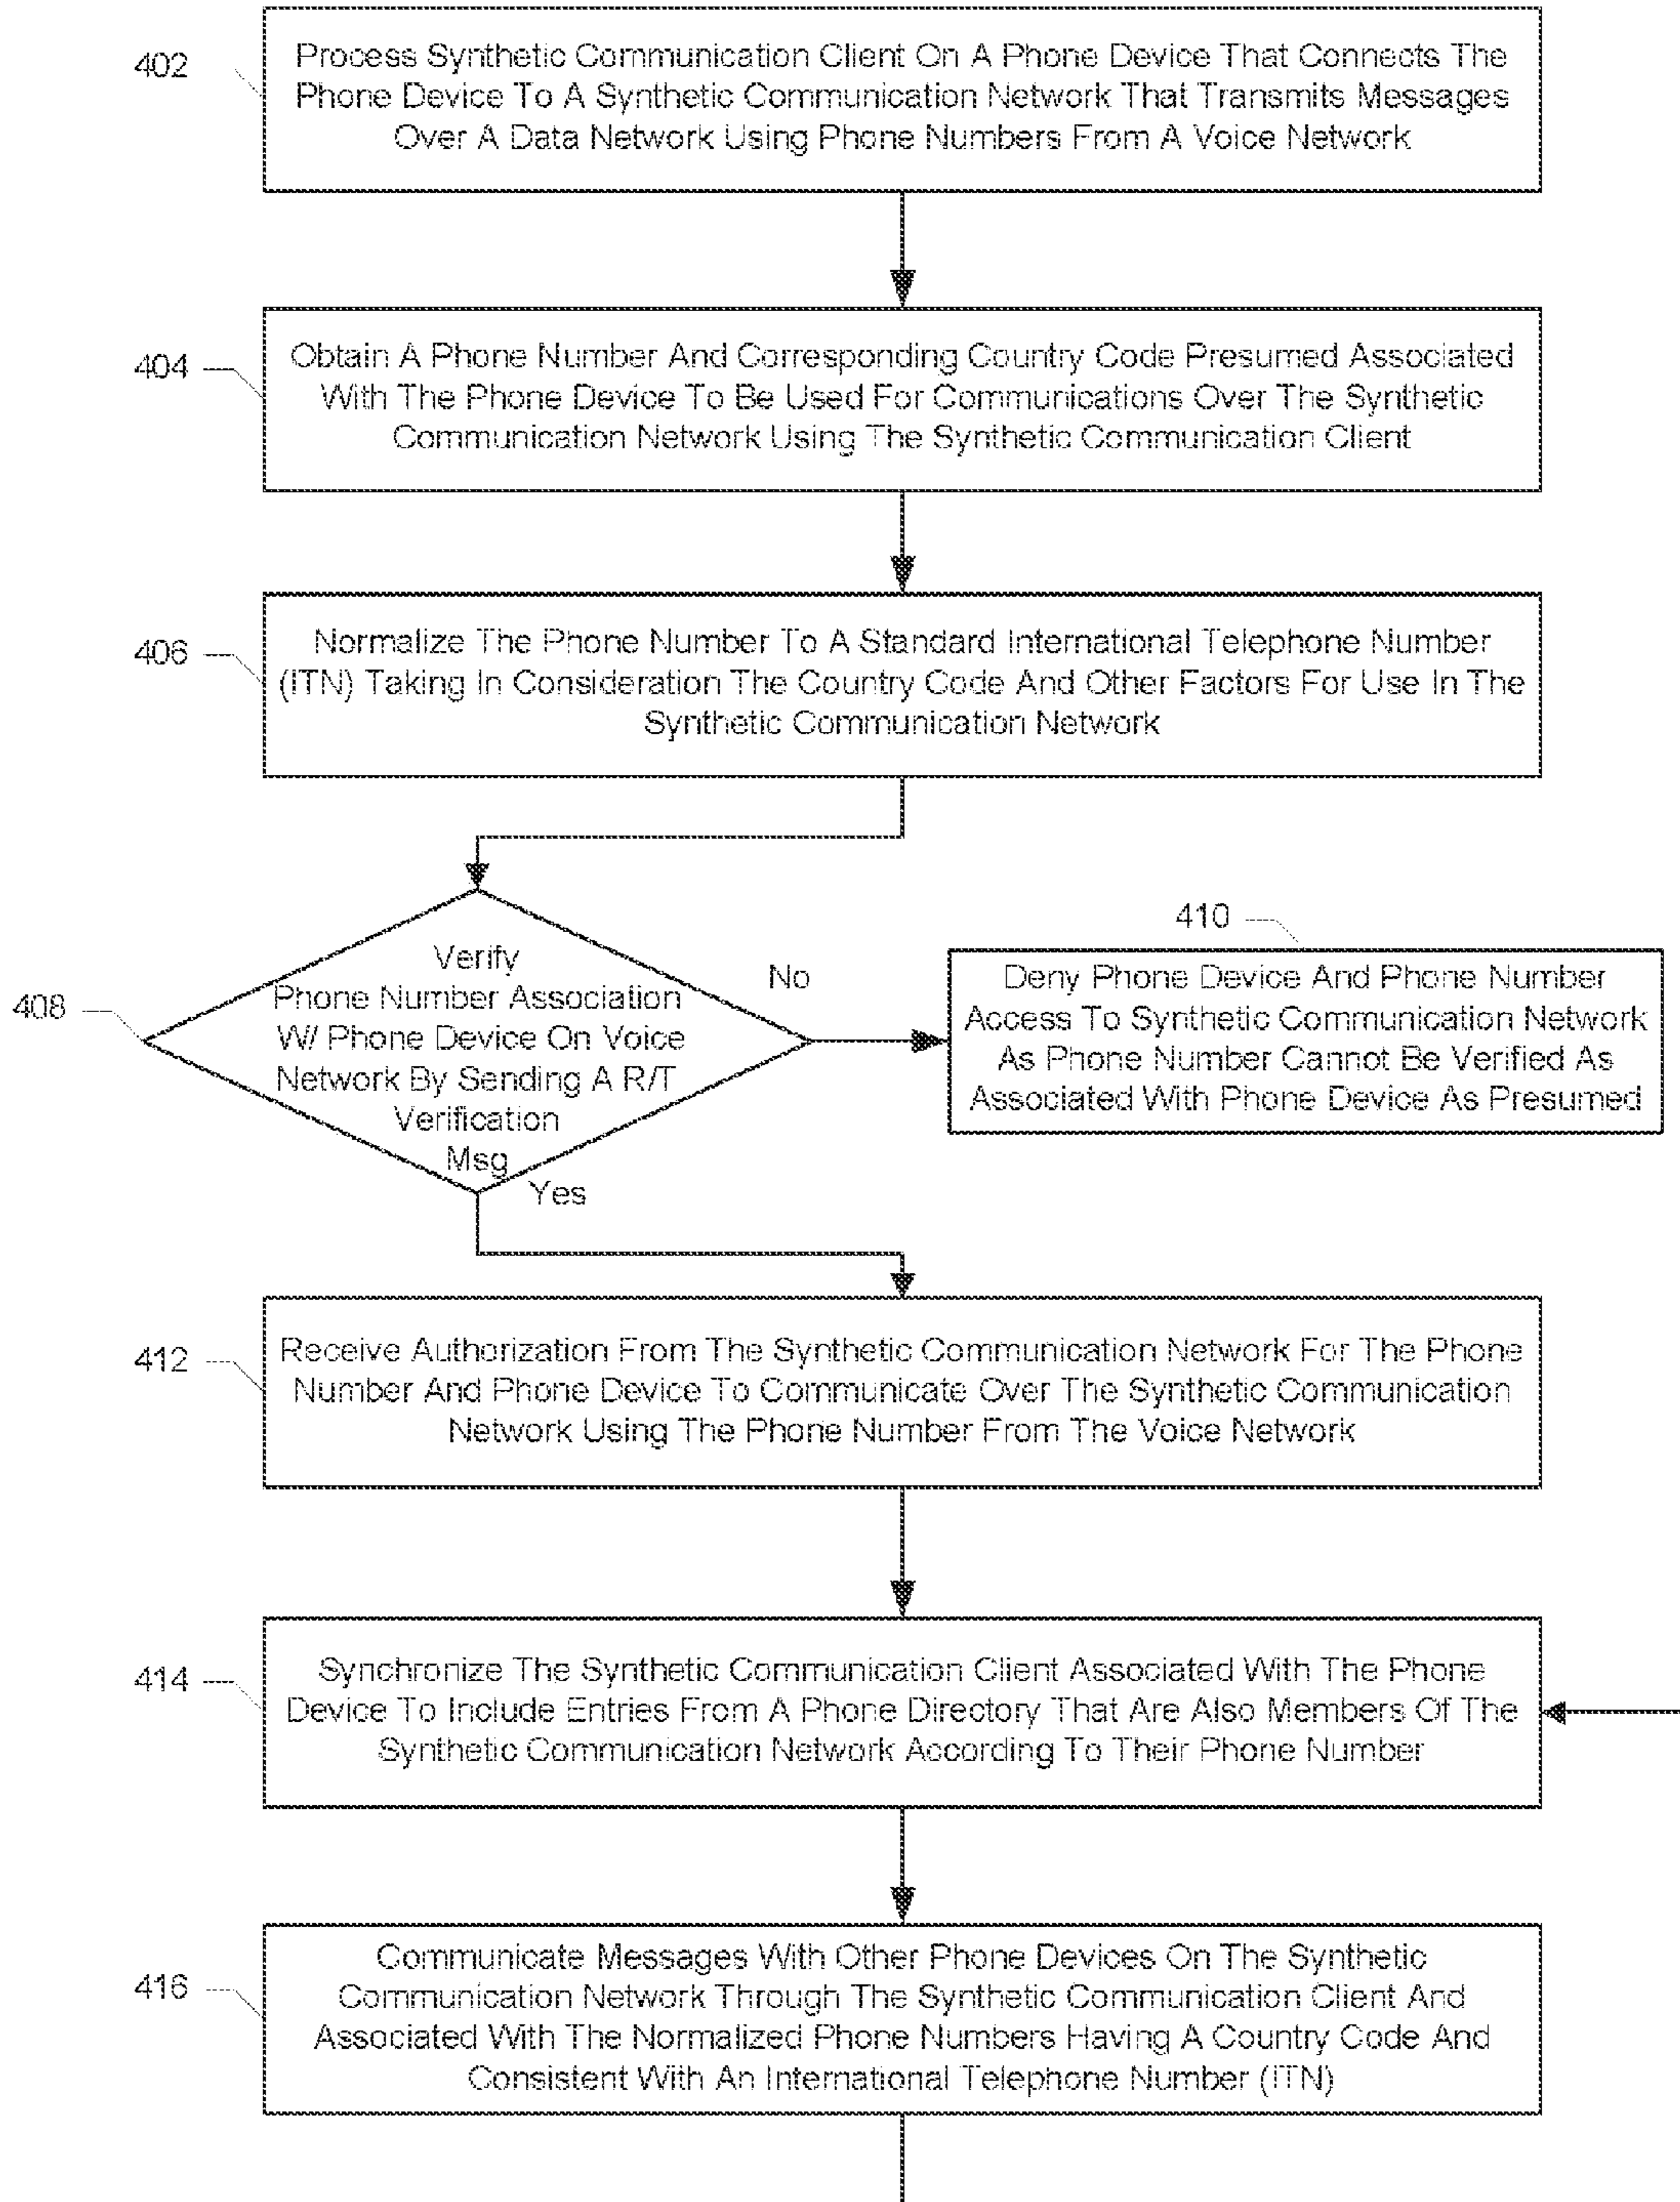 402
Process Synthetic Communication Client On A Phone Device That Connects The
Phone Device To A Synthetic Communication Network That Transmits Messages
Over A Data Network Using Phone Numbers From A Voice Network
404
Obtain A Phone Number And Corresponding Country Code Presumed Associated
With The Phone Device To Be Used For Communications Over The Synthetic
Communication Network Using The Synthetic Communication Client
406
Normalize The Phone Number To A Standard International Telephone Number
(ITN) Taking In Consideration The Country Code And Other Factors For Use In The
Synthetic Communication Network
408
Verify
Phone Number Association
W/ Phone Device On Voice
Network By Sending A R/T
Verification
Msg
No
Yes
410
Deny Phone Device And Phone Number
Access To Synthetic Communication Network
As Phone Number Cannot Be Verified As
Associated With Phone Device As Presumed
412
Receive Authorization From The Synthetic Communication Network For The Phone
Number And Phone Device To Communicate Over The Synthetic Communication
Network Using The Phone Number From The Voice Network
414
Synchronize The Synthetic Communication Client Associated With The Phone
Device To Include Entries From A Phone Directory That Are Also Members Of The
Synthetic Communication Network According To Their Phone Number
416
Communicate Messages With Other Phone Devices On The Synthetic
Communication Network Through The Synthetic Communication Client And
Associated With The Normalized Phone Numbers Having A Country Code And
Consistent With An International Telephone Number (ITN)